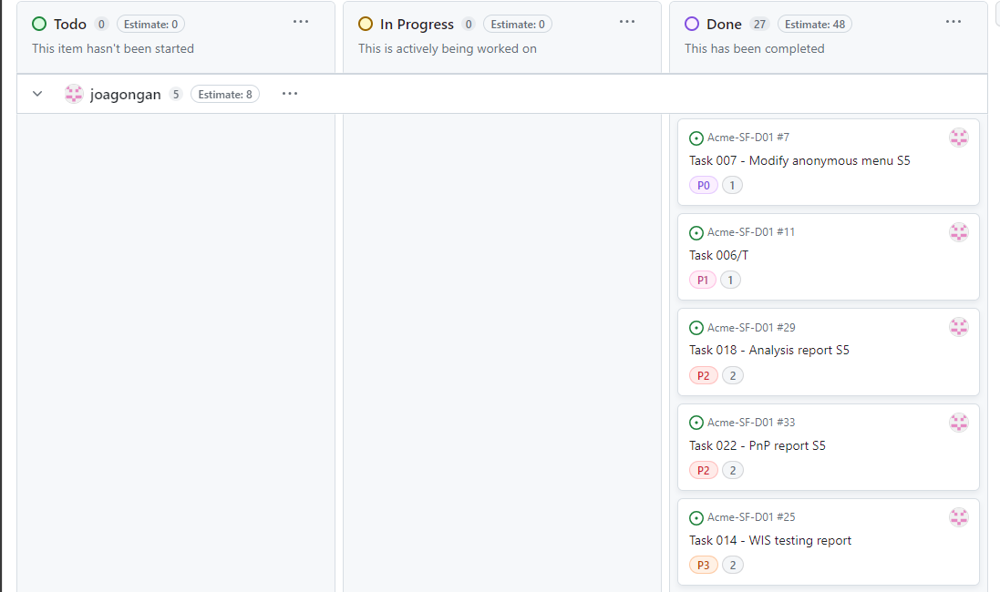 Todo 0 Estimate: 0 ...
This item hasn't been started
In Progress 0 Estimate: 0 ...
This is actively being worked on
Done 27 Estimate: 48 ...
This has been completed
joagongan 5 Estimate: 8 ...
Acme-SF-D01 #7
Task 007 - Modify anonymous menu S5
P0 1
Acme-SF-D01 #11
Task 006/T
P1 1
Acme-SF-D01 #29
Task 018 - Analysis report S5
P2 2
Acme-SF-D01 #33
Task 022 - PnP report S5
P2 2
Acme-SF-D01 #25
Task 014 - WIS testing report
P3 2